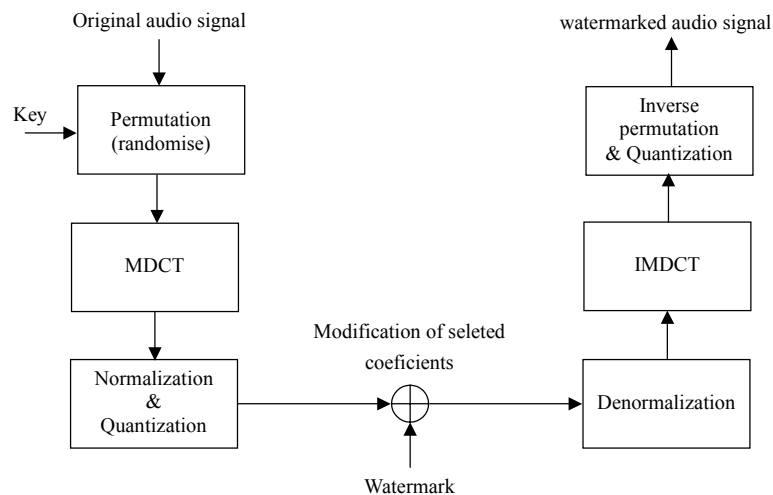 Original audio signal
Key
Permutation
(randomise)
MDCT
Normalization
&
Quantization
Modification of seleted
coeficients
Watermark
Denormalization
IMDCT
Inverse
permutation
& Quantization
watermarked audio signal